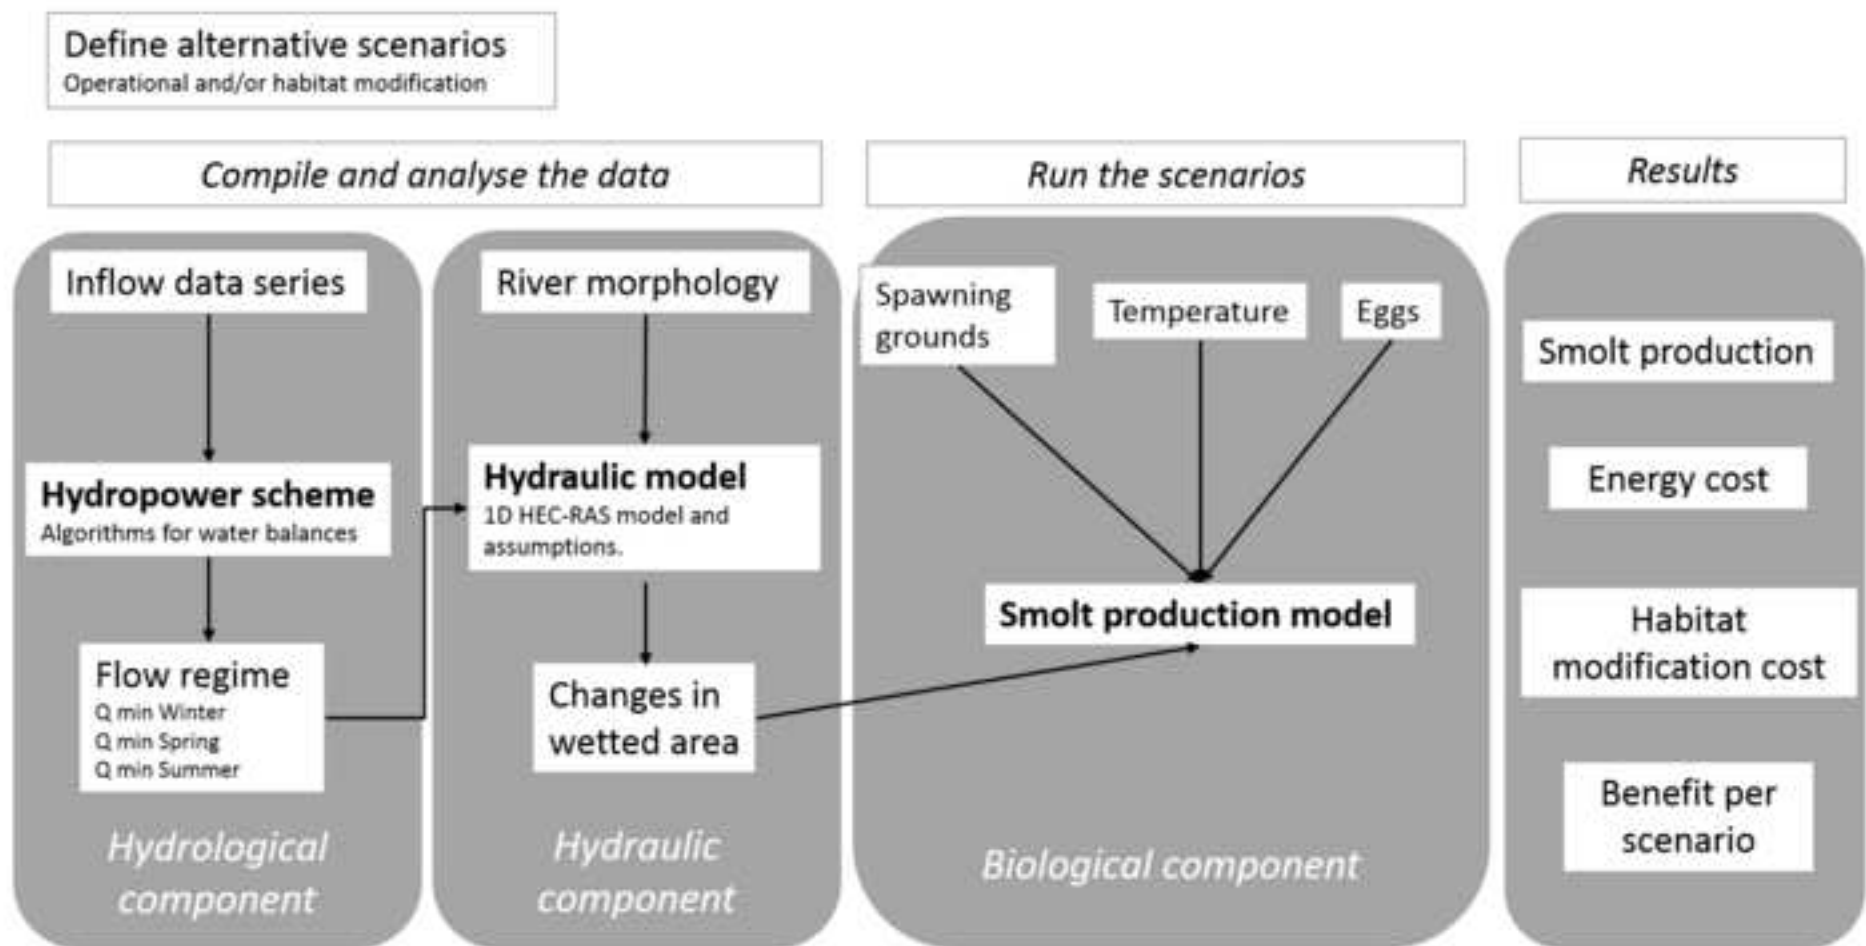 Define alternative scenarios
Operational and/or habitat modification
Compile and analyse the data
Run the scenarios
Results
Inflow data series
Hydropower scheme
Algorithms for water balances
Flow regime
Q min Winter
Q min Spring
Q min Summer
Hydrological
component
River morphology
Hydraulic model
1D HEC-RAS model and
assumptions.
Changes in
wetted area
Hydraulic
component
Spawning
grounds
Temperature
Eggs
Smolt production model
Biological component
Smolt production
Energy cost
Habitat
modification cost
Benefit per
scenario